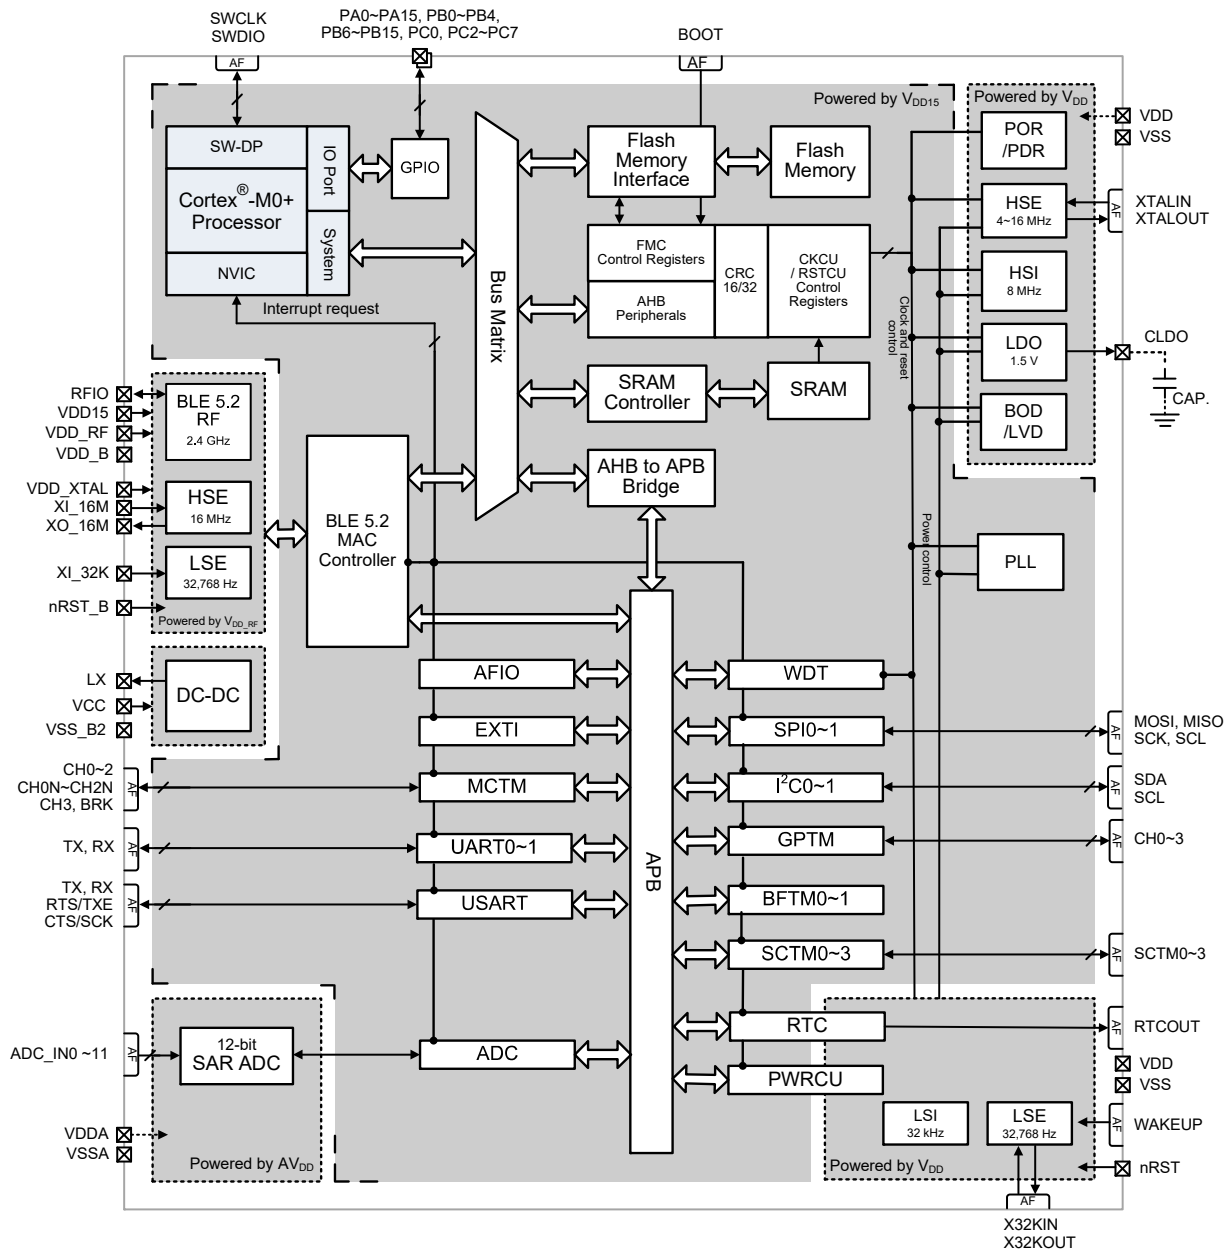 SWCLK
SWDIO
PA0~PA15, PB0~PB4,
PB6~PB15, PC0, PC2~PC7
BOOT
AF
AF
Powered by VDD15
Powered by VDD
VDD
VSS
SW-DP
Cortex®-M0+
Processor
NVIC
IO Port
System
GPIO
Bus Matrix
Flash
Memory
Interface
Flash
Memory
POR
/PDR
HSE
4~16 MHz
AF
XTALIN
XTALOUT
FMC
Control Registers
AHB
Peripherals
CRC
16/32
CKCU
/ RSTCU
Control
Registers
HSI
8 MHz
Interrupt request
Clock and reset
control
LDO
1.5 V
CLDO
CAP.
SRAM
Controller
SRAM
BOD
/LVD
RFIO
VDD15
VDD_RF
VDD_B
BLE 5.2
RF
2.4 GHz
VDD_XTAL
XI_16M
XO_16M
HSE
16 MHz
XI_32K
LSE
32,768 Hz
nRST_B
Powered by VDD_RF
BLE 5.2
MAC
Controller
AHB to APB
Bridge
Power control
PLL
LX
VCC
VSS_B2
DC-DC
APB
AFIO
WDT
EXTI
SPI0~1
AF
MOSI, MISO
SCK, SCL
CH0~2
CH0N~CH2N
CH3, BRK
AF
MCTM
I²C0~1
AF
SDA
SCL
TX, RX
AF
UART0~1
GPTM
AF
CH0~3
TX, RX
RTS/TXE
CTS/SCK
AF
USART
BFTM0~1
SCTM0~3
AF
SCTM0~3
ADC_IN0 ~11
AF
12-bit
SAR ADC
ADC
RTC
AF
RTCOUT
PWRCU
VDD
VSS
LSI
32 kHz
LSE
32,768 Hz
AF
WAKEUP
VDDA
VSSA
Powered by AVDD
Powered by VDD
nRST
AF
X32KIN
X32KOUT